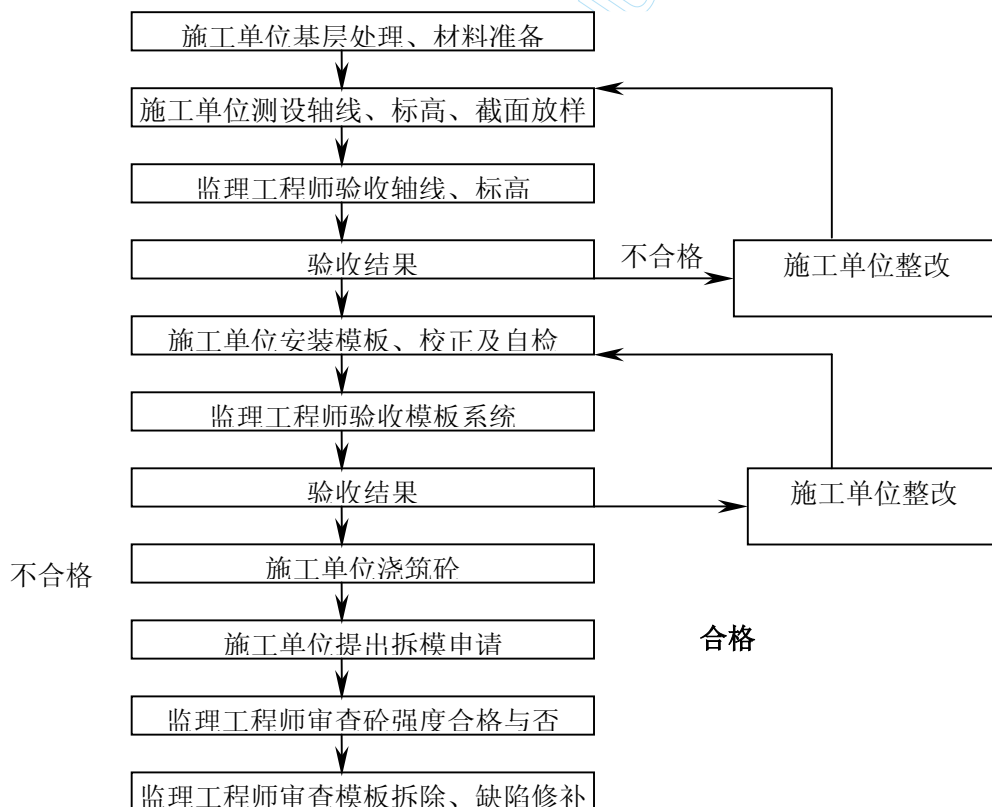 施工单位基层处理、材料准备
施工单位测设轴线、标高、截面放样
监理工程师验收轴线、标高
验收结果
不合格
施工单位整改
施工单位安装模板、校正及自检
监理工程师验收模板系统
验收结果
施工单位整改
不合格
施工单位浇筑砼
施工单位提出拆模申请
合格
监理工程师审查砼强度合格与否
监理工程师审查模板拆除、缺陷修补